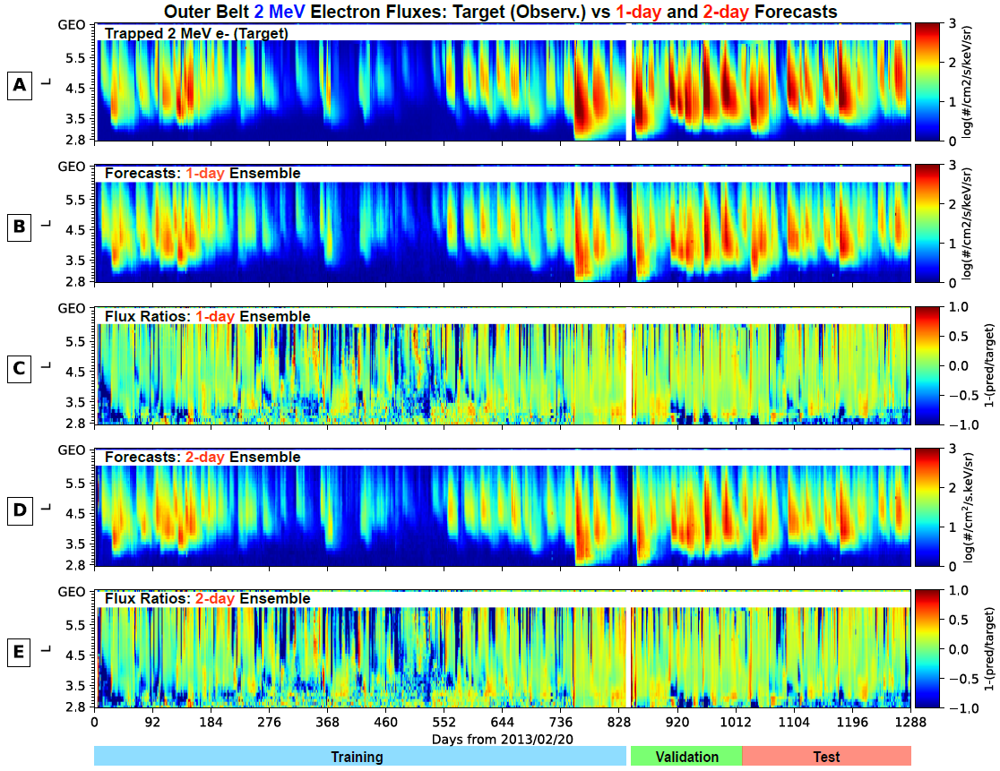 Outer Belt 2 MeV Electron Fluxes: Target (Observ.) vs 1-day and 2-day Forecasts
A
L
GEO
5.5
4.5
3.5
2.8
Trapped 2 MeV e- (Target)
3
2
1
0
log(#/cm2/s/keV/sr)
B
L
GEO
5.5
4.5
3.5
2.8
Forecasts: 1-day Ensemble
3
2
1
0
log(#/cm2/s/keV/sr)
C
L
GEO
5.5
4.5
3.5
2.8
Flux Ratios: 1-day Ensemble
1.0
0.5
0.0
−0.5
−1.0
1-(pred/target)
D
L
GEO
5.5
4.5
3.5
2.8
Forecasts: 2-day Ensemble
3
2
1
0
log(#/cm²/s.keV/sr)
E
L
GEO
5.5
4.5
3.5
2.8
Flux Ratios: 2-day Ensemble
1.0
0.5
0.0
−0.5
−1.0
1-(pred/target)
0 92 184 276 368 460 552 644 736 828 920 1012 1104 1196 1288
Days from 2013/02/20
Training Validation Test